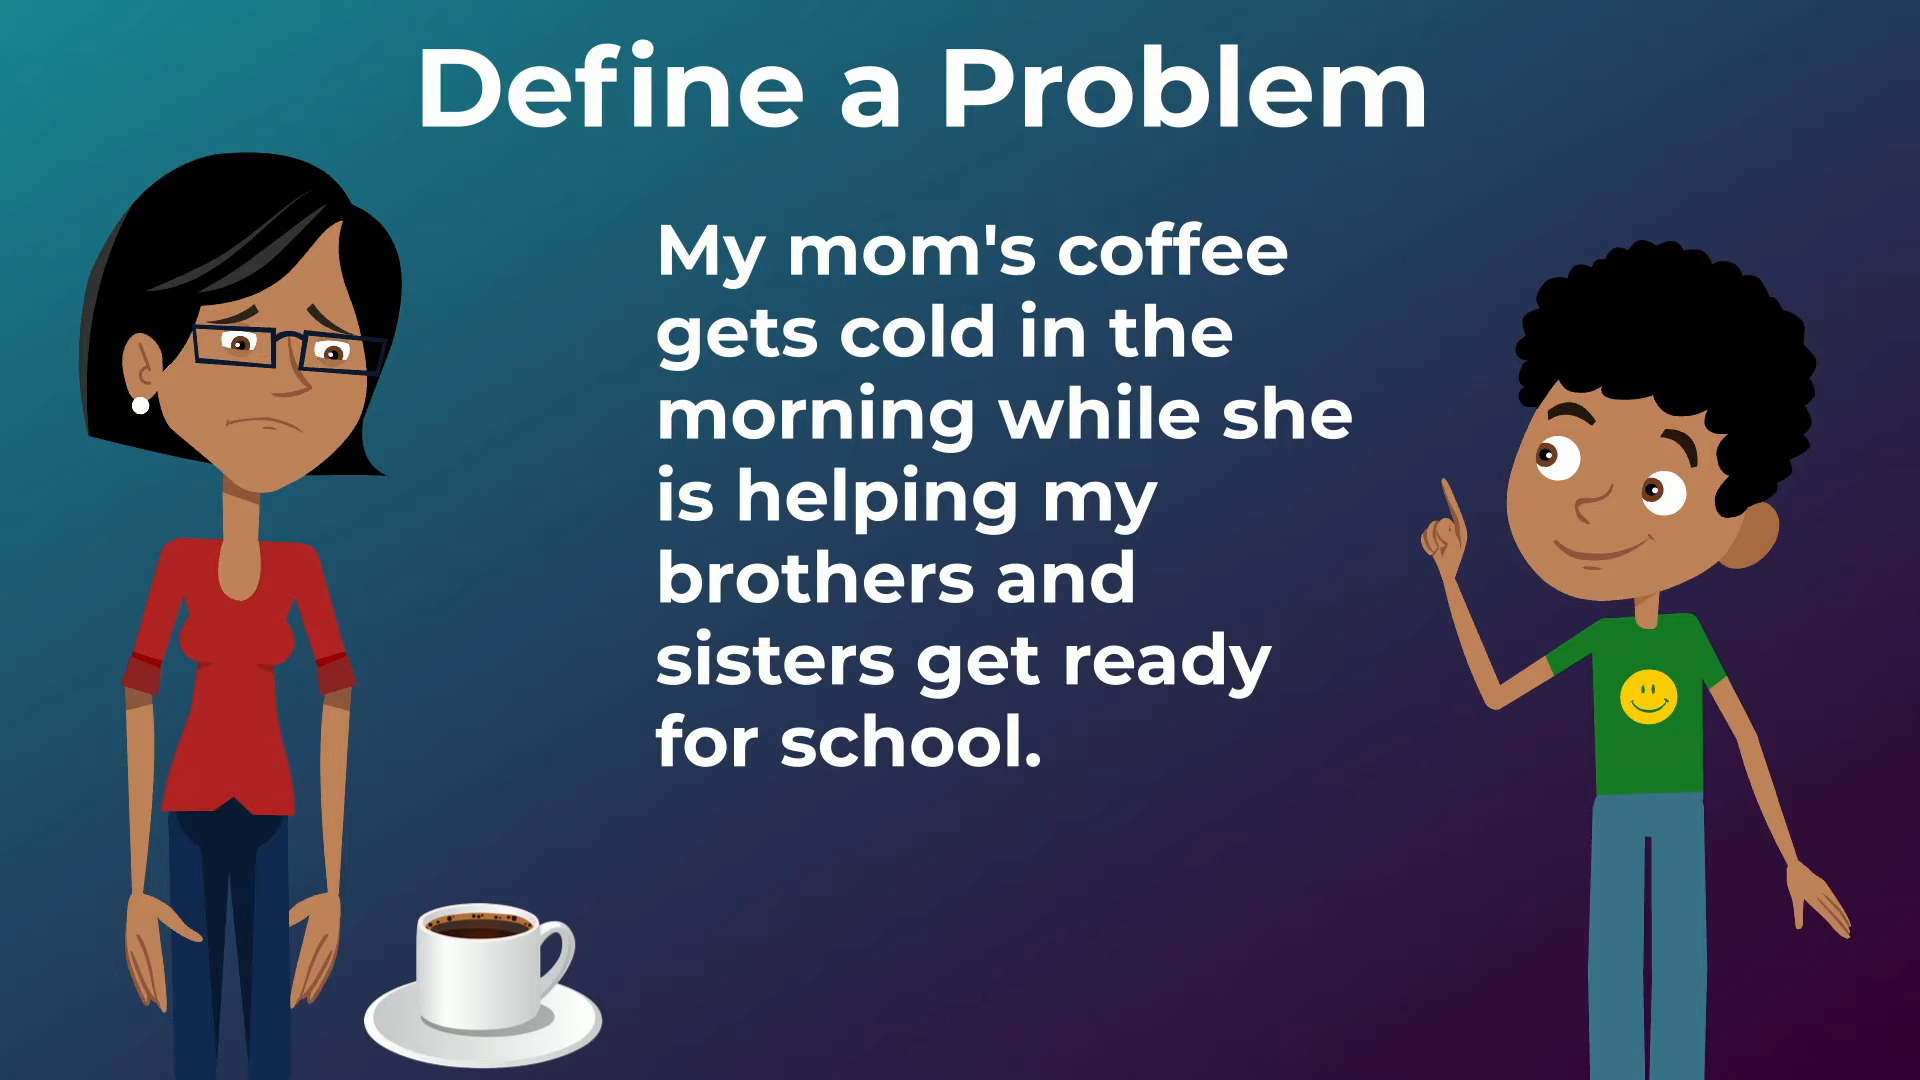 Define a Problem
My mom's coffee
gets cold in the
morning while she
is helping my
brothers and
sisters get ready
for school.